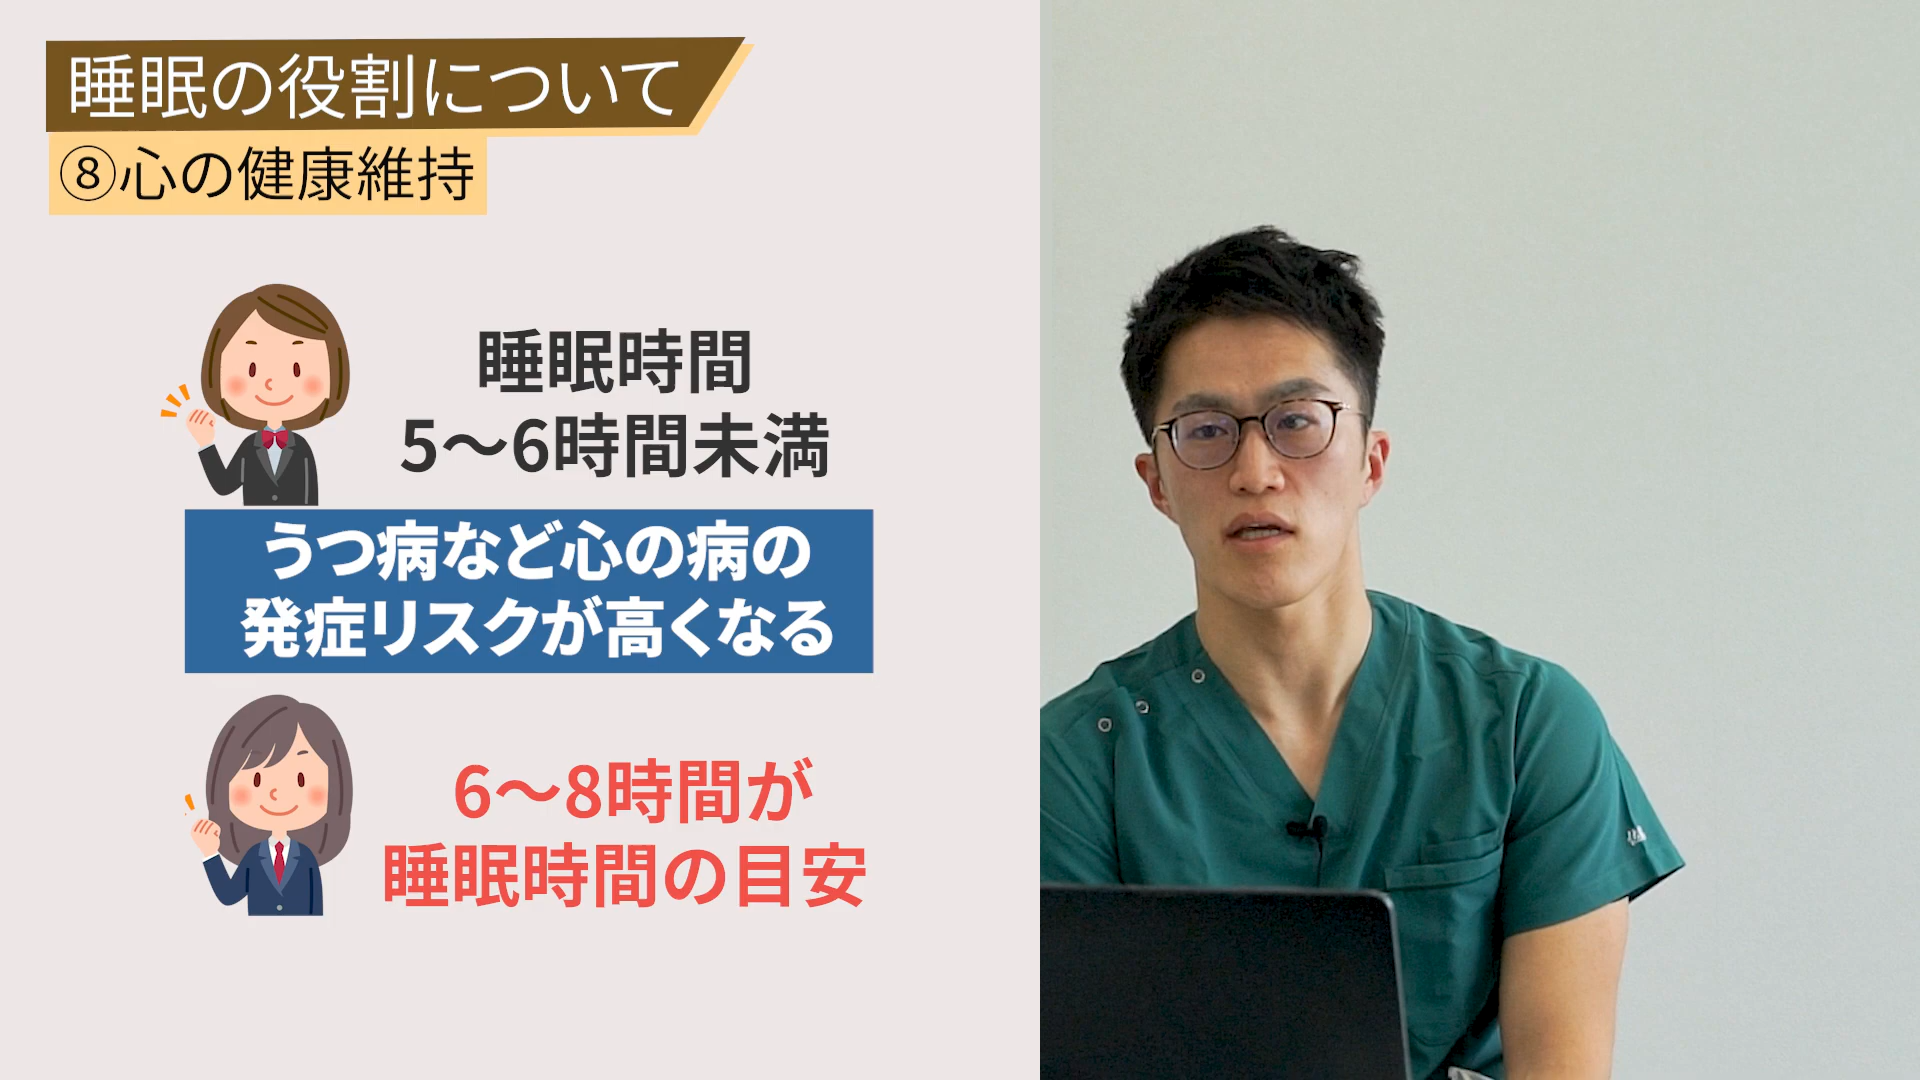 睡眠の役割について
⑧心の健康維持
睡眠時間
5〜6時間未満
うつ病など心の病の
発症リスクが高くなる
6〜8時間が
睡眠時間の目安